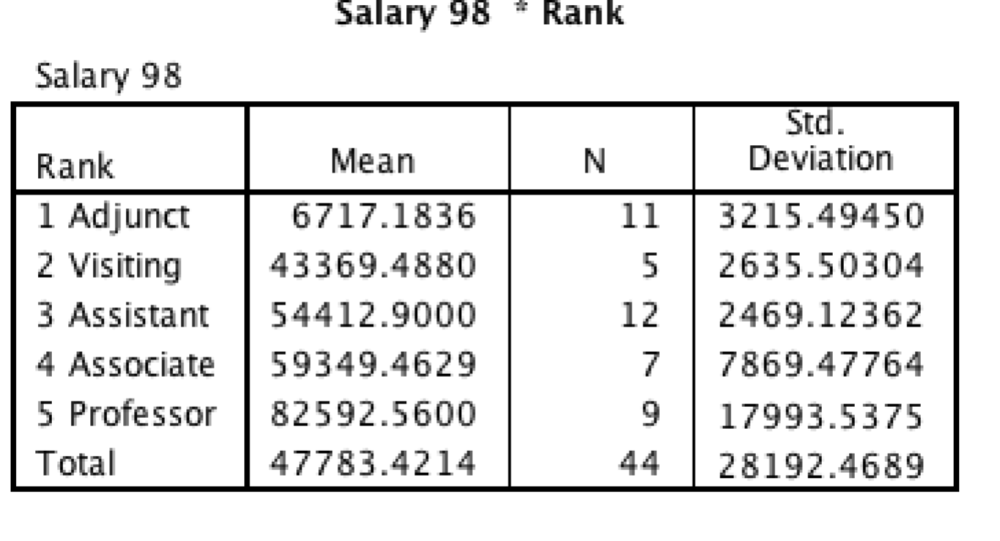 Salary 98 * Rank
Salary 98
Rank Mean N Std. Deviation
1 Adjunct 6717.1836 11 3215.49450
2 Visiting 43369.4880 5 2635.50304
3 Assistant 54412.9000 12 2469.12362
4 Associate 59349.4629 7 7869.47764
5 Professor 82592.5600 9 17993.5375
Total 47783.4214 44 28192.4689